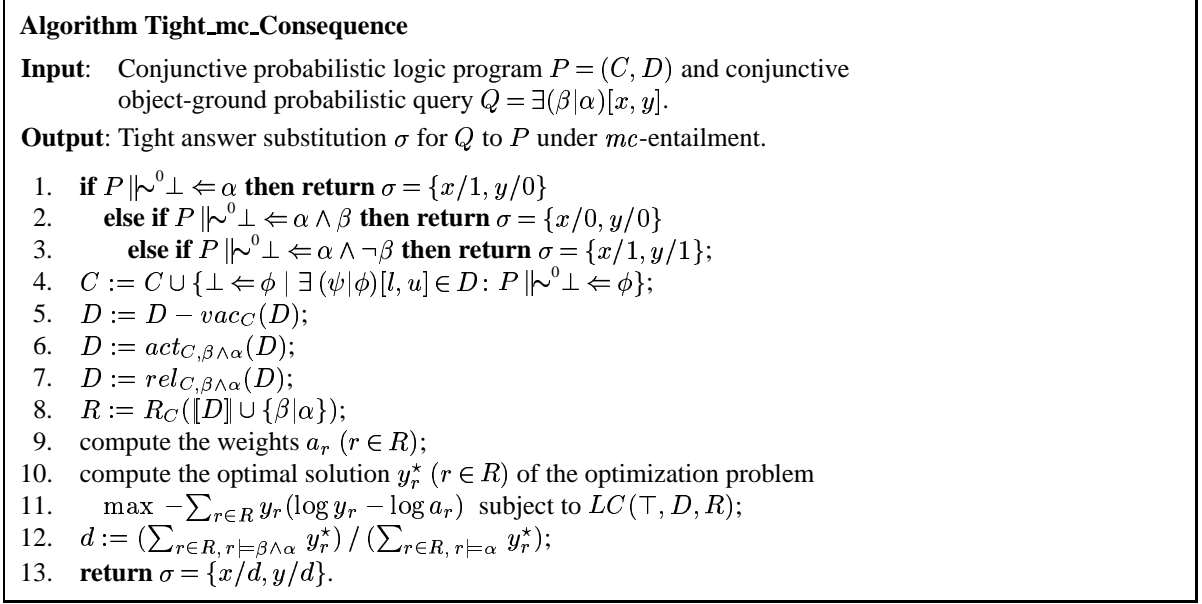 Algorithm Tight_mc_Consequence
Input: Conjunctive probabilistic logic program P = (C, D) and conjunctive
object-ground probabilistic query Q = ∃(β|α)[x, y].
Output: Tight answer substitution σ for Q to P under mc-entailment.
1. if P ∥∼⁰ ⊥ ⇐ α then return σ = {x/1, y/0}
2. else if P ∥∼⁰ ⊥ ⇐ α ∧ β then return σ = {x/0, y/0}
3. else if P ∥∼⁰ ⊥ ⇐ α ∧ ¬β then return σ = {x/1, y/1};
4. C := C ∪ {⊥ ⇐ ϕ | ∃ (ψ|ϕ)[l, u] ∈ D : P ∥∼⁰ ⊥ ⇐ ϕ};
5. D := D − vac_C(D);
6. D := act_{C, β∧α}(D);
7. D := rel_{C, β∧α}(D);
8. R := R_C(⟦D⟧ ∪ {β|α});
9. compute the weights a_r (r ∈ R);
10. compute the optimal solution y_r^⋆ (r ∈ R) of the optimization problem
11. max − ∑_{r∈R} y_r(log y_r − log a_r) subject to LC(⊤, D, R);
12. d := (∑_{r∈R, r⊨β∧α} y_r^⋆) / (∑_{r∈R, r⊨α} y_r^⋆);
13. return σ = {x/d, y/d}.